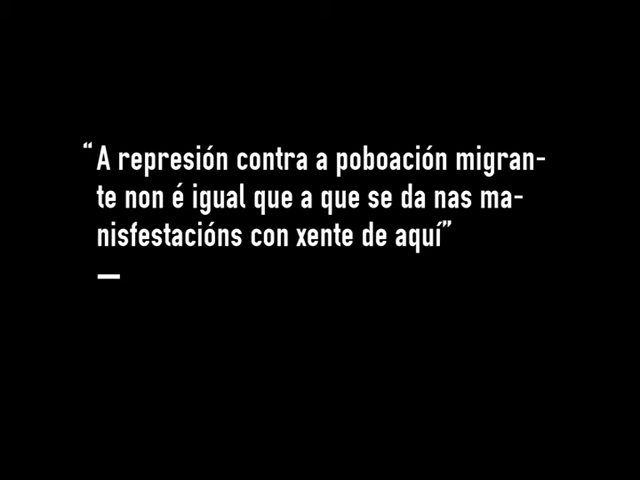 “A represión contra a poboación migran-
te non é igual que a que se da nas ma-
nisfestacións con xente de aquí”